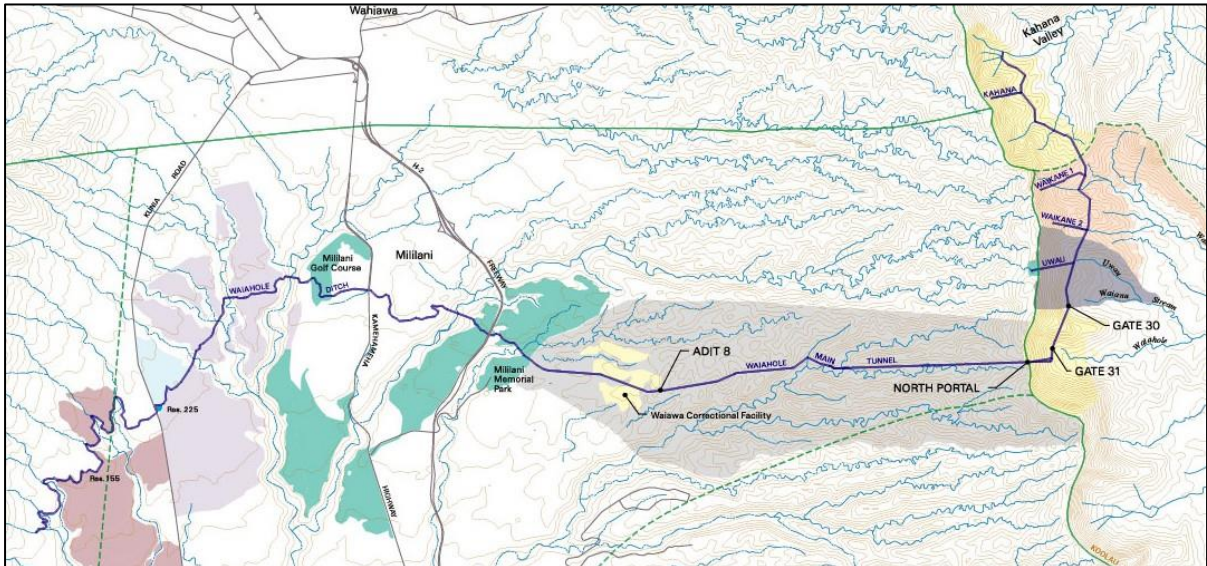 Wahiawa
Kahana
Valley
KAHANA
H-2
KUNIA
ROAD
WAIKANE 1
WAIKANE 2
Mililani
Golf Course
Mililani
FREEWAY
UWAU
Uwau
WAIAHOLE
DITCH
Waianu
Stream
KAMEHAMEHA
GATE 30
Waiahole
ADIT 8
WAIAHOLE
MAIN
TUNNEL
GATE 31
NORTH PORTAL
Mililani
Memorial
Park
Res. 225
Waiawa Correctional Facility
Res. 155
HIGHWAY
KOOLAU